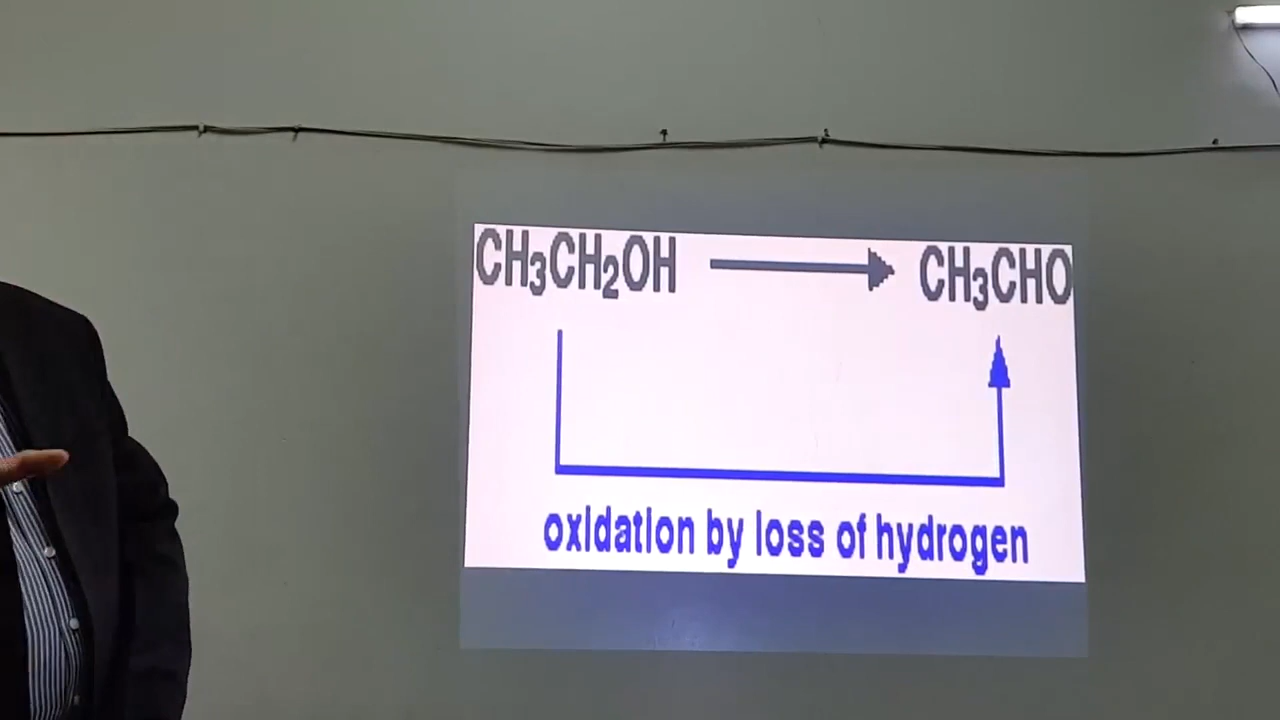 CH₃CH₂OH → CH₃CHO
oxidation by loss of hydrogen